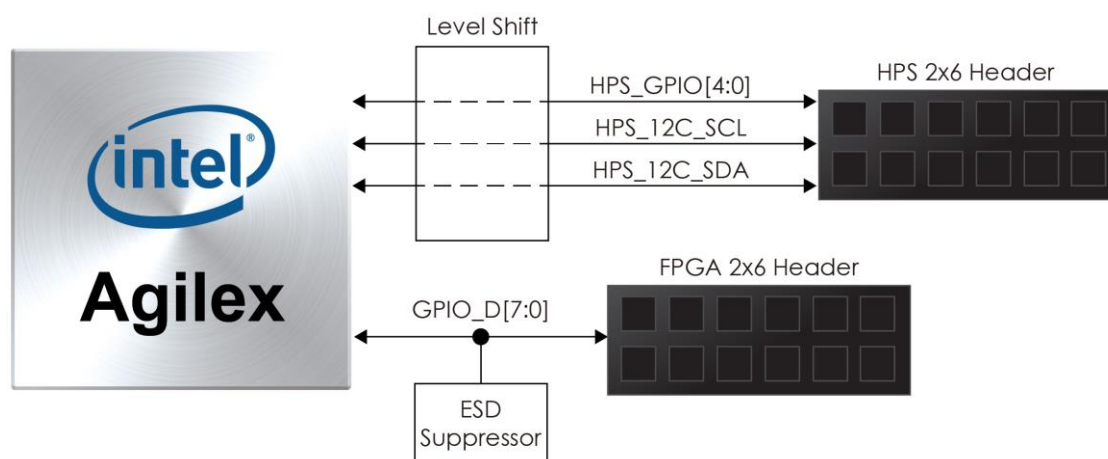 Level Shift
HPS 2x6 Header
HPS_GPIO[4:0]
HPS_12C_SCL
HPS_12C_SDA
intel®
Agilex
FPGA 2x6 Header
GPIO_D[7:0]
ESD
Suppressor